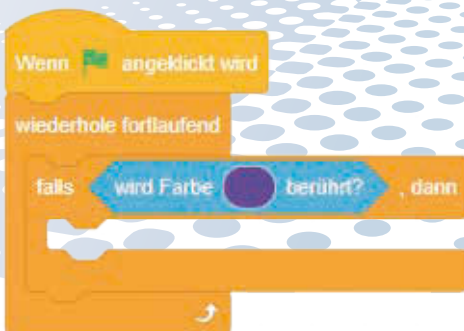 Wenn angeklickt wird
wiederhole fortlaufend
falls wird Farbe berührt? , dann